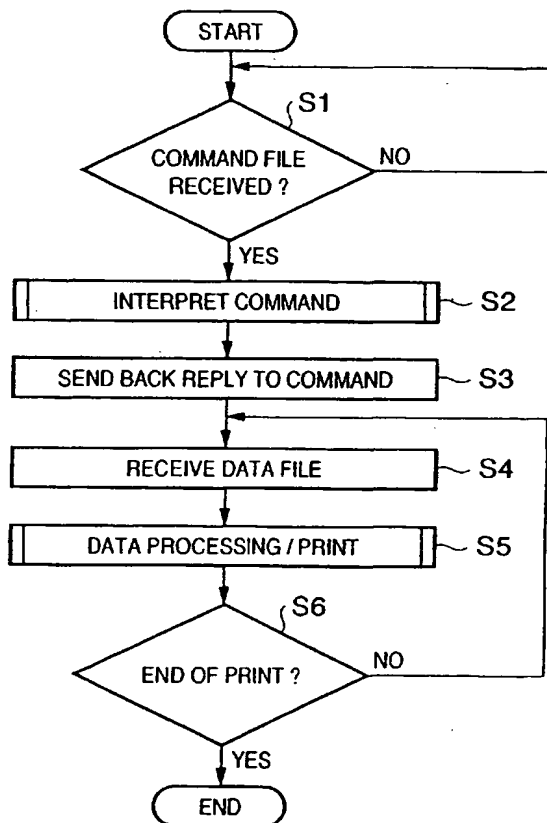 START
S1
COMMAND FILE
RECEIVED ?
NO
YES
INTERPRET COMMAND
S2
SEND BACK REPLY TO COMMAND
S3
RECEIVE DATA FILE
S4
DATA PROCESSING / PRINT
S5
S6
END OF PRINT ?
NO
YES
END